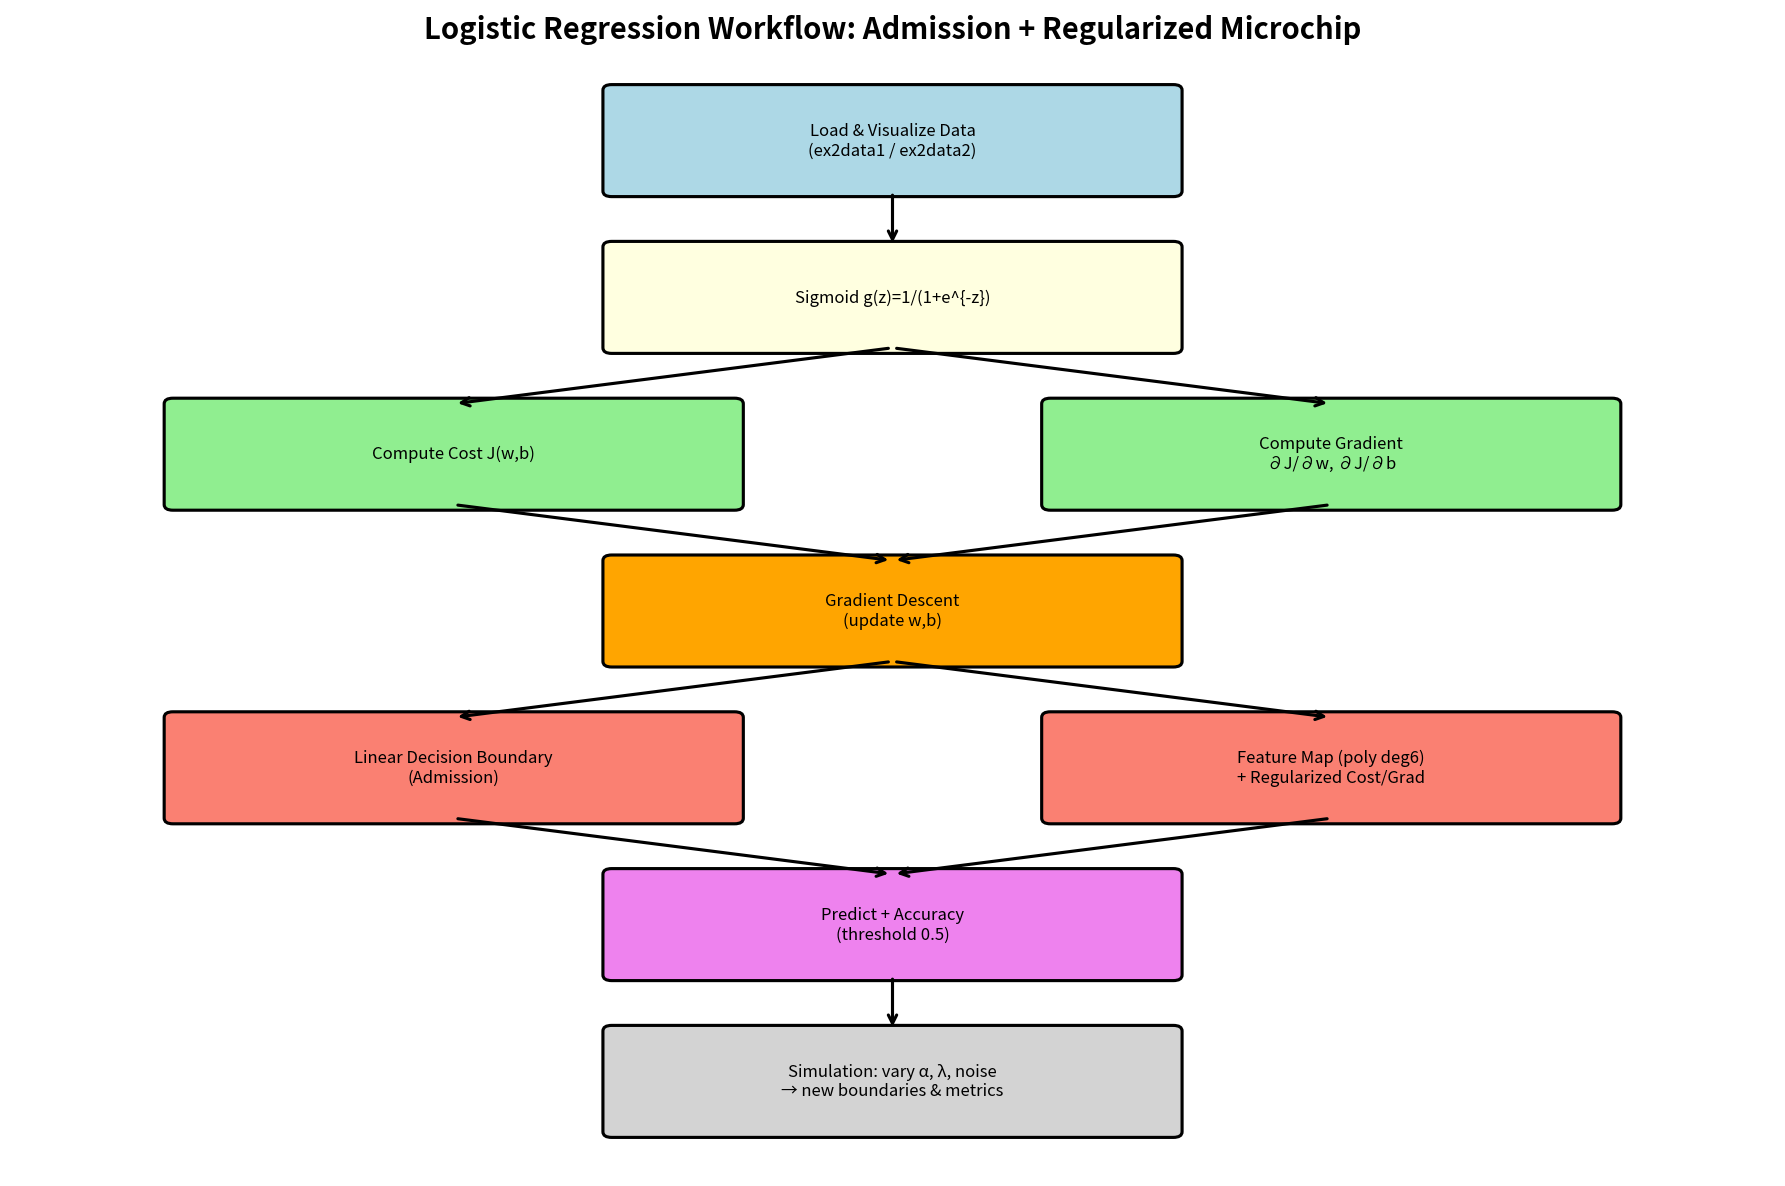 Logistic Regression Workflow: Admission + Regularized Microchip
Load & Visualize Data
(ex2data1 / ex2data2)
Sigmoid g(z)=1/(1+e^{-z})
Compute Cost J(w,b)
Compute Gradient
∂J/∂w, ∂J/∂b
Gradient Descent
(update w,b)
Linear Decision Boundary
(Admission)
Feature Map (poly deg6)
+ Regularized Cost/Grad
Predict + Accuracy
(threshold 0.5)
Simulation: vary α, λ, noise
→ new boundaries & metrics